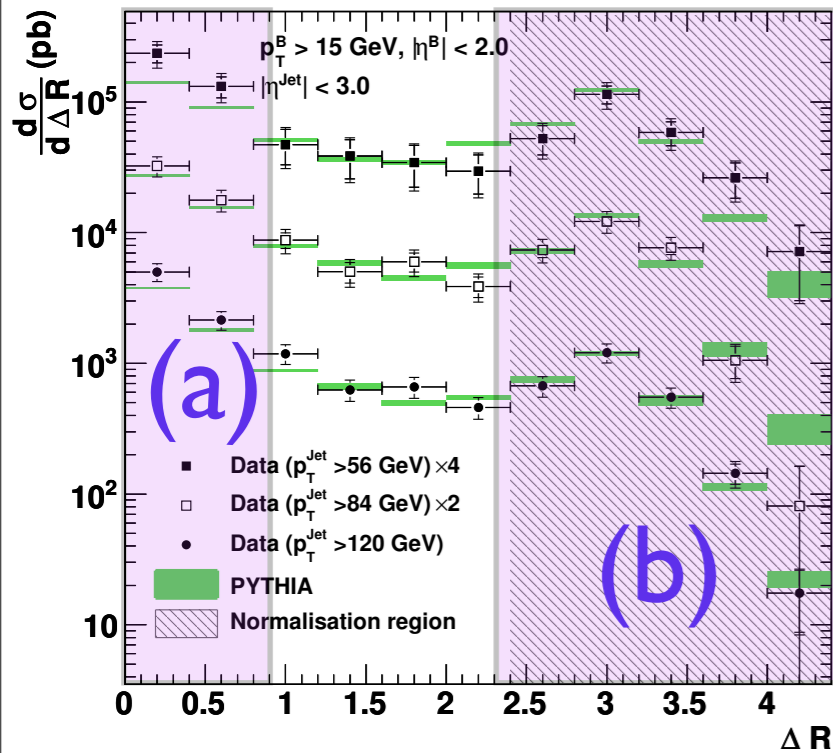 dσ/dΔR (pb)
p_T^B > 15 GeV, |η^B| < 2.0
|η^Jet| < 3.0
10^5
10^4
10^3
10^2
10
(a)
(b)
Data (p_T^Jet >56 GeV) ×4
Data (p_T^Jet >84 GeV) ×2
Data (p_T^Jet >120 GeV)
PYTHIA
Normalisation region
0 0.5 1 1.5 2 2.5 3 3.5 4
Δ R